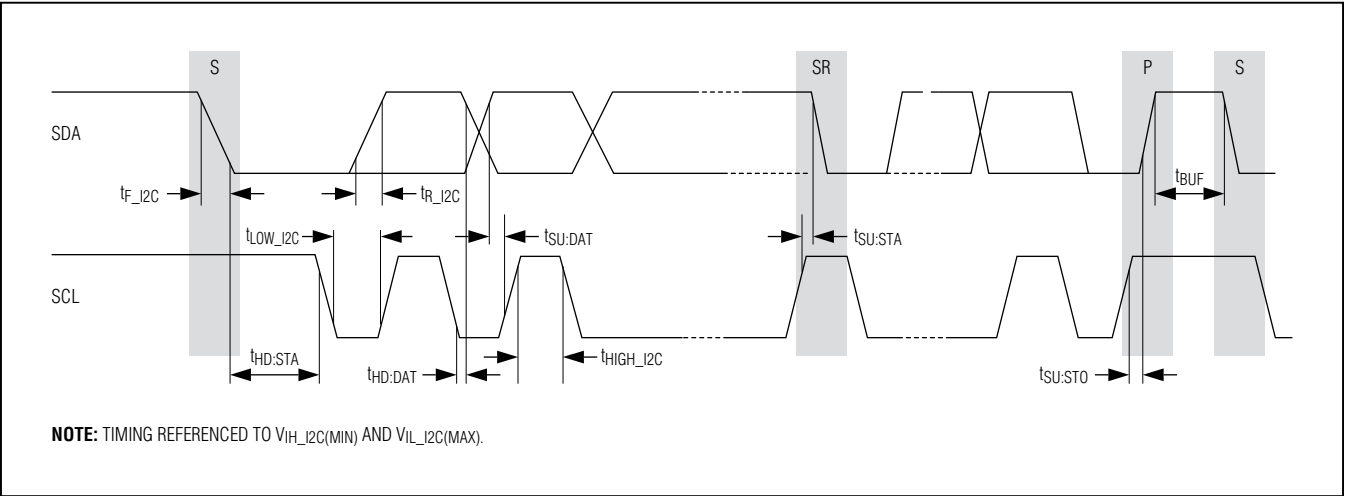 S
SR
P
S
SDA
tBUF
tF_I2C
tR_I2C
tLOW_I2C
tSU:DAT
tSU:STA
SCL
tHD:STA
tHD:DAT
tHIGH_I2C
tSU:STO
NOTE: TIMING REFERENCED TO VIH_I2C(MIN) AND VIL_I2C(MAX).